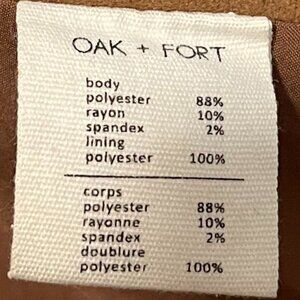 OAK + FORT
body
polyester 88%
rayon 10%
spandex 2%
lining
polyester 100%
corps
polyester 88%
rayonne 10%
spandex 2%
doublure
polyester 100%